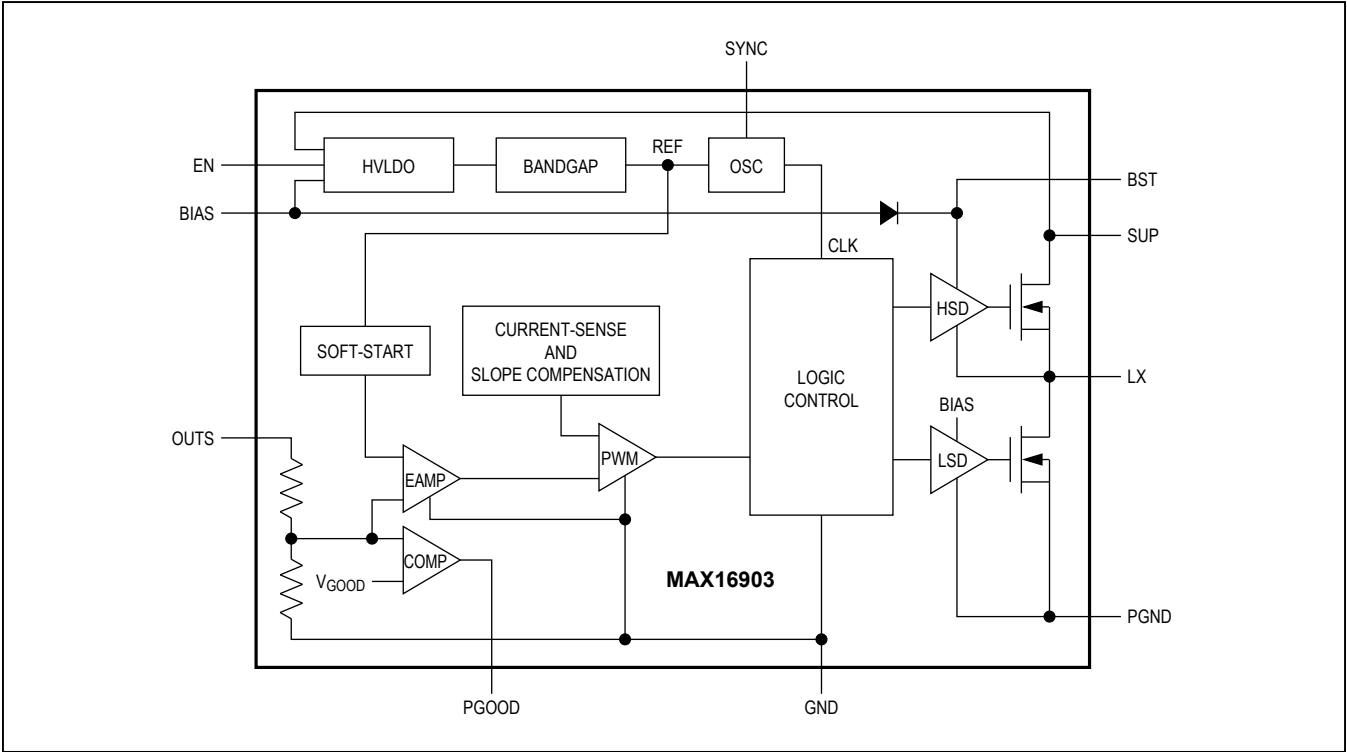 SYNC
EN
HVLDO
BANDGAP
REF
OSC
BST
BIAS
SUP
CLK
HSD
CURRENT-SENSE
AND
SLOPE COMPENSATION
SOFT-START
LOGIC
CONTROL
LX
BIAS
OUTS
PWM
LSD
EAMP
COMP
VGOOD
MAX16903
PGND
PGOOD
GND